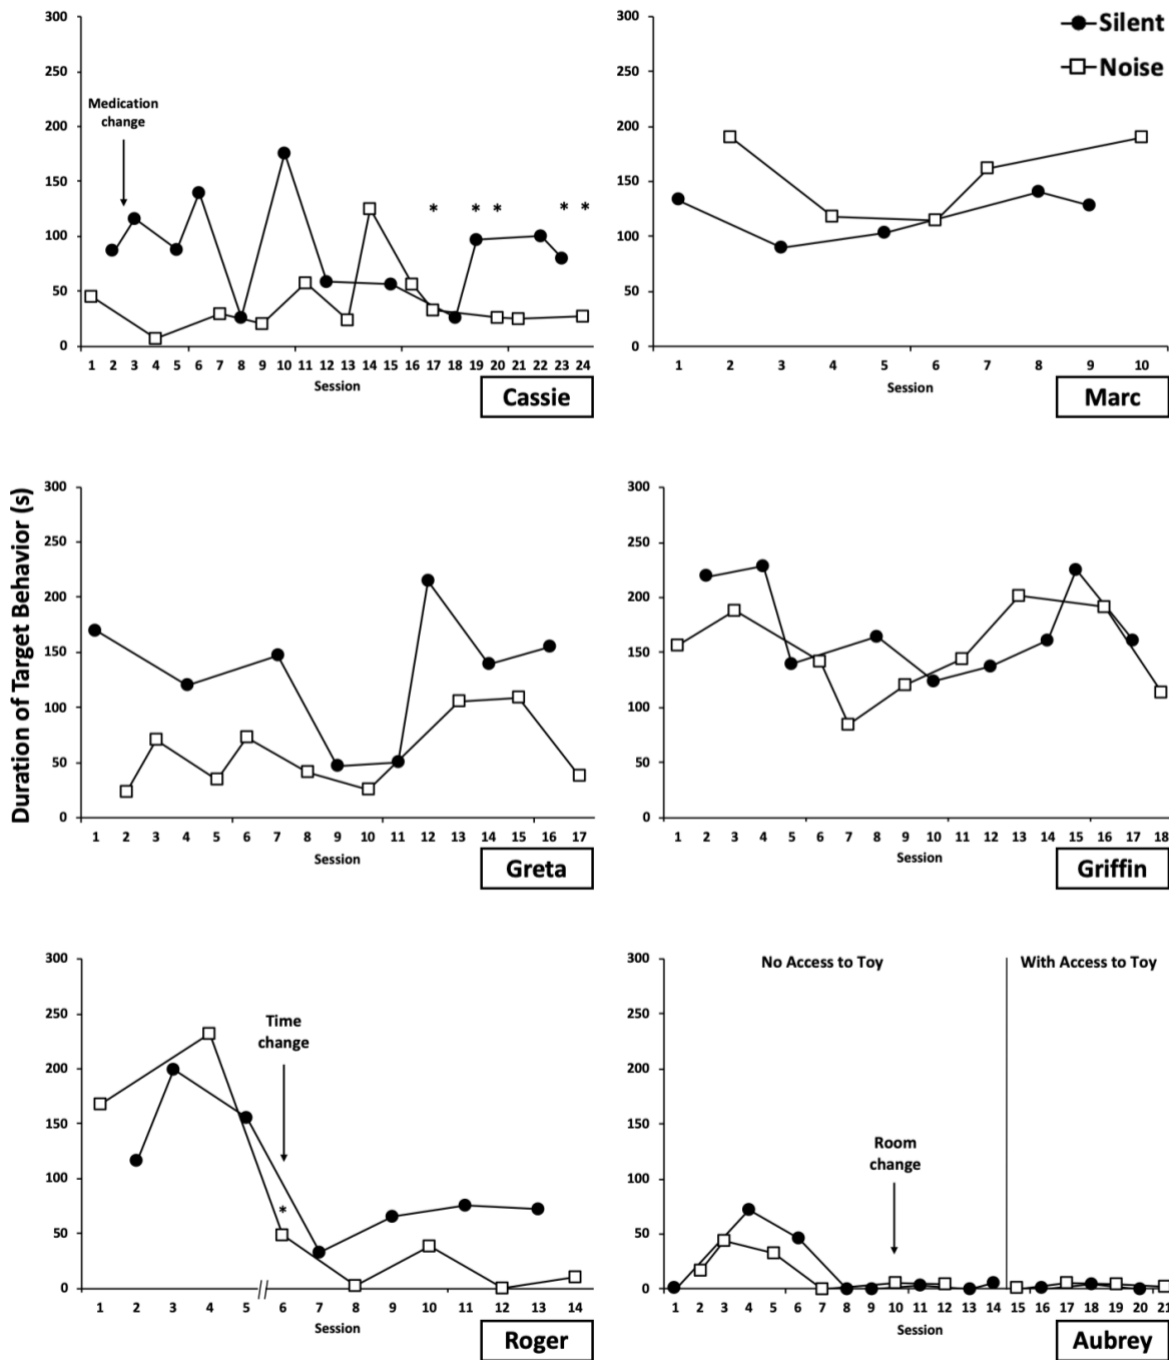 Duration of Target Behavior (s)
300
250
200
150
100
50
0
Medication
change
* * * * *
1 2 3 4 5 6 7 8 9 10 11 12 13 14 15 16 17 18 19 20 21 22 23 24
Session
Cassie
Silent
Noise
300
250
200
150
100
50
0
1 2 3 4 5 6 7 8 9 10
Session
Marc
300
250
200
150
100
50
0
1 2 3 4 5 6 7 8 9 10 11 12 13 14 15 16 17
Session
Greta
300
250
200
150
100
50
0
1 2 3 4 5 6 7 8 9 10 11 12 13 14 15 16 17 18
Session
Griffin
300
250
200
150
100
50
0
Time
change
*
1 2 3 4 5 6 7 8 9 10 11 12 13 14
Session
Roger
300
250
200
150
100
50
0
No Access to Toy
With Access to Toy
Room
change
1 2 3 4 5 6 7 8 9 10 11 12 13 14 15 16 17 18 19 20 21
Session
Aubrey